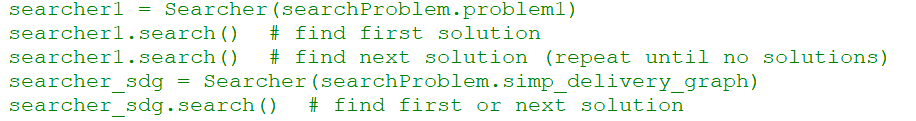 searcher1 = Searcher(searchProblem.problem1)
searcher1.search()  # find first solution
searcher1.search()  # find next solution (repeat until no solutions)
searcher_sdg = Searcher(searchProblem.simp_delivery_graph)
searcher_sdg.search()  # find first or next solution